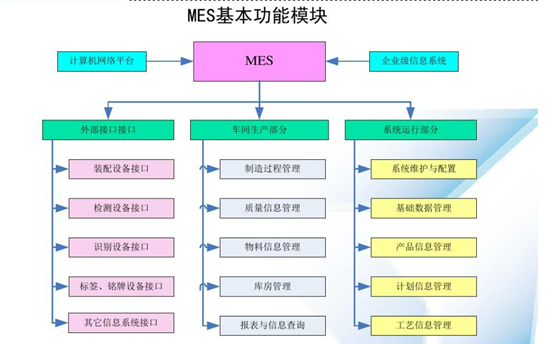 MES基本功能模块
计算机网络平台
MES
企业级信息系统
外部接口接口
车间生产部分
系统运行部分
装配设备接口
制造过程管理
系统维护与配置
检测设备接口
质量信息管理
基础数据管理
识别设备接口
物料信息管理
产品信息管理
标签、铭牌设备接口
库房管理
计划信息管理
其它信息系统接口
报表与信息查询
工艺信息管理